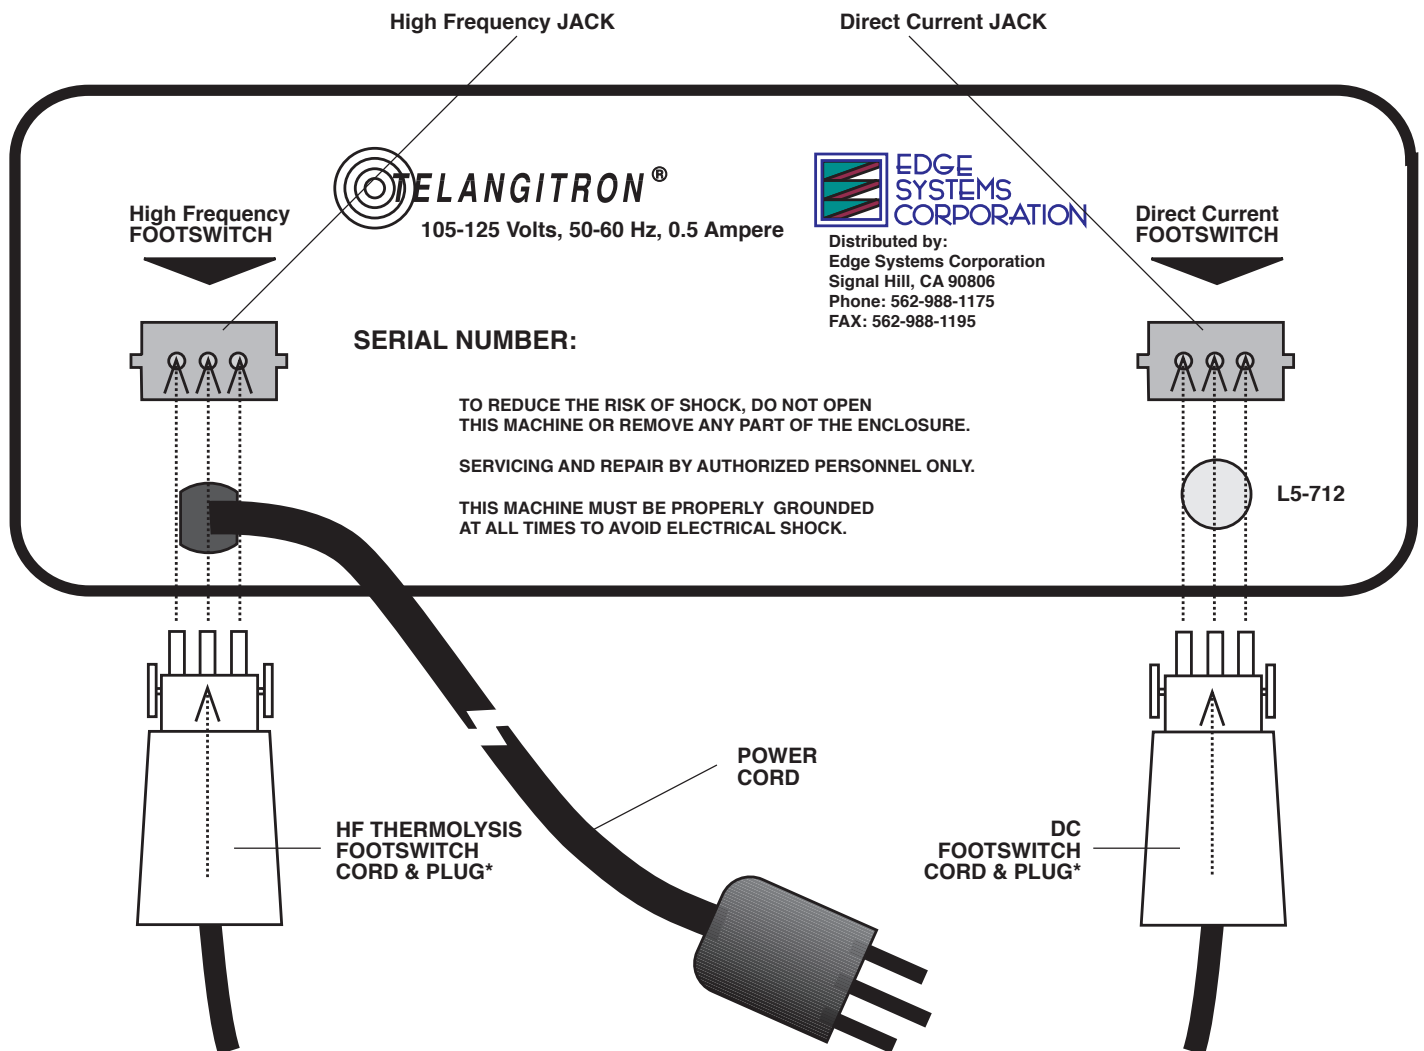 High Frequency JACK
Direct Current JACK
TELANGITRON®
105-125 Volts, 50-60 Hz, 0.5 Ampere
EDGE
SYSTEMS
CORPORATION
Distributed by:
Edge Systems Corporation
Signal Hill, CA 90806
Phone: 562-988-1175
FAX: 562-988-1195
High Frequency
FOOTSWITCH
Direct Current
FOOTSWITCH
SERIAL NUMBER:
TO REDUCE THE RISK OF SHOCK, DO NOT OPEN
THIS MACHINE OR REMOVE ANY PART OF THE ENCLOSURE.
SERVICING AND REPAIR BY AUTHORIZED PERSONNEL ONLY.
THIS MACHINE MUST BE PROPERLY GROUNDED
AT ALL TIMES TO AVOID ELECTRICAL SHOCK.
L5-712
POWER
CORD
HF THERMOLYSIS
FOOTSWITCH
CORD & PLUG*
DC
FOOTSWITCH
CORD & PLUG*